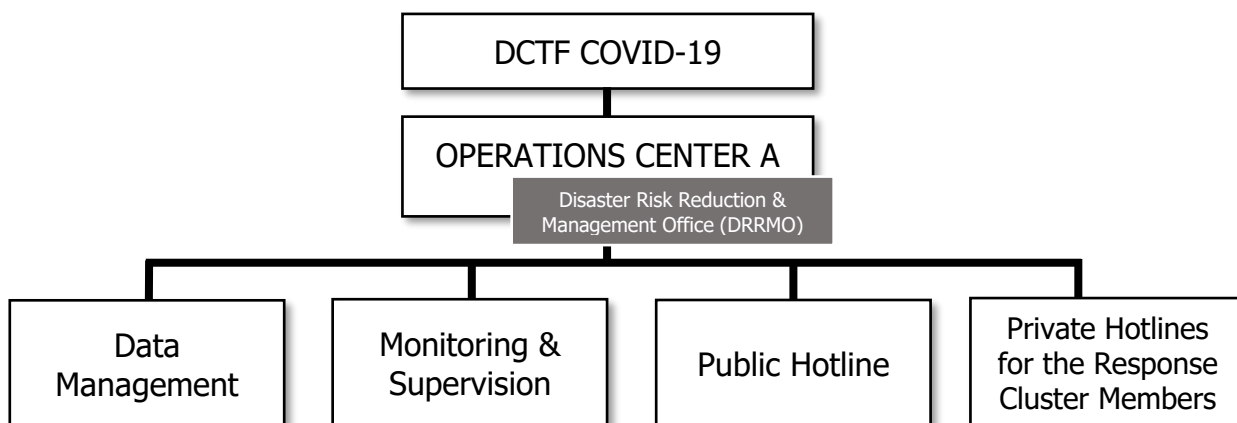 DCTF COVID-19
OPERATIONS CENTER A
Disaster Risk Reduction &
Management Office (DRRMO)
Data
Management
Monitoring &
Supervision
Public Hotline
Private Hotlines
for the Response
Cluster Members